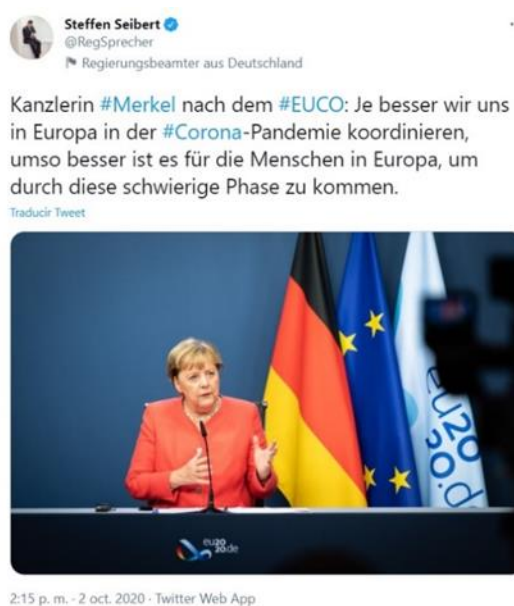 Steffen Seibert
@RegSprecher
Regierungsbeamter aus Deutschland
Kanzlerin #Merkel nach dem #EUCO: Je besser wir uns
in Europa in der #Corona-Pandemie koordinieren,
umso besser ist es für die Menschen in Europa, um
durch diese schwierige Phase zu kommen.
Traducir Tweet
eu20
20.de
eu20
20.de
2:15 p. m. · 2 oct. 2020 · Twitter Web App